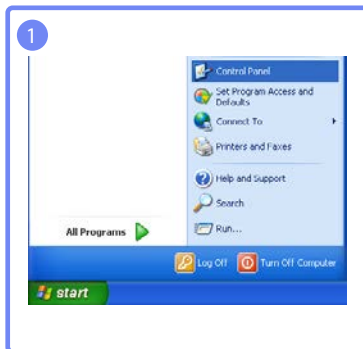 1
Control Panel
Set Program Access and
Defaults
Connect To
Printers and Faxes
Help and Support
Search
Run...
All Programs
Log Off
Turn Off Computer
start